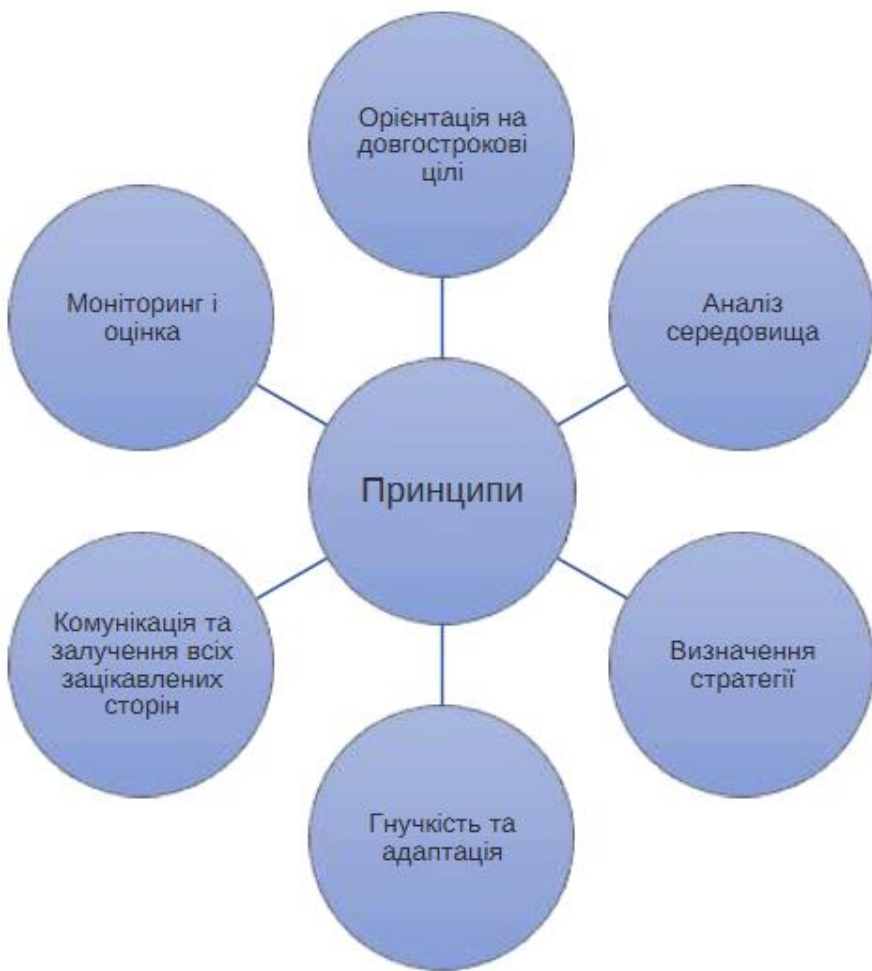 Орієнтація на
довгострокові
цілі
Моніторинг і
оцінка
Аналіз
середовища
Принципи
Комунікація та
залучення всіх
зацікавлених
сторін
Визначення
стратегії
Гнучкість та
адаптація